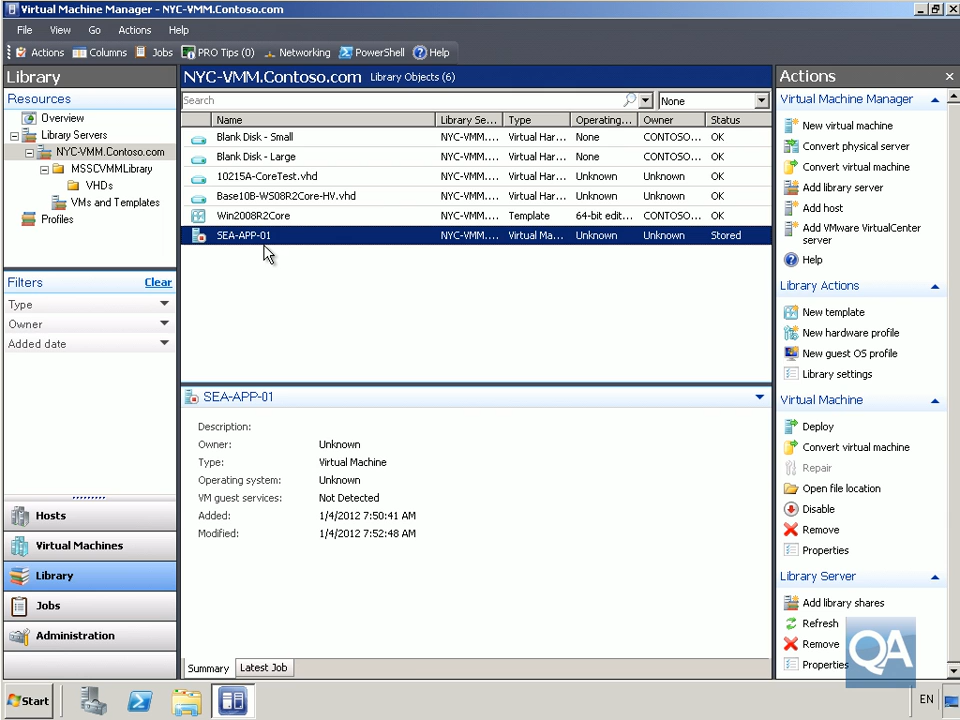 Virtual Machine Manager - NYC-VMM.Contoso.com
File View Go Actions Help
Actions Columns Jobs PRO Tips (0) Networking PowerShell Help
Library
Resources
Overview
Library Servers
NYC-VMM.Contoso.com
MSSCVMMLibrary
VHDs
VMs and Templates
Profiles
Filters Clear
Type
Owner
Added date
Hosts
Virtual Machines
Library
Jobs
Administration
NYC-VMM.Contoso.com Library Objects (6)
Search None
Name Library Se... Type Operating... Owner Status
Blank Disk - Small NYC-VMM.... Virtual Har... None CONTOSO... OK
Blank Disk - Large NYC-VMM.... Virtual Har... None CONTOSO... OK
10215A-CoreTest.vhd NYC-VMM.... Virtual Har... Unknown Unknown OK
Base10B-WS08R2Core-HV.vhd NYC-VMM.... Virtual Har... Unknown Unknown OK
Win2008R2Core NYC-VMM.... Template 64-bit edit... CONTOSO... OK
SEA-APP-01 NYC-VMM.... Virtual Ma... Unknown Unknown Stored
SEA-APP-01
Description:
Owner: Unknown
Type: Virtual Machine
Operating system: Unknown
VM guest services: Not Detected
Added: 1/4/2012 7:50:41 AM
Modified: 1/4/2012 7:52:48 AM
Summary Latest Job
Actions
Virtual Machine Manager
New virtual machine
Convert physical server
Convert virtual machine
Add library server
Add host
Add VMware VirtualCenter
server
Help
Library Actions
New template
New hardware profile
New guest OS profile
Library settings
Virtual Machine
Deploy
Convert virtual machine
Repair
Open file location
Disable
Remove
Properties
Library Server
Add library shares
Refresh
Remove
Properties
QA
Start EN